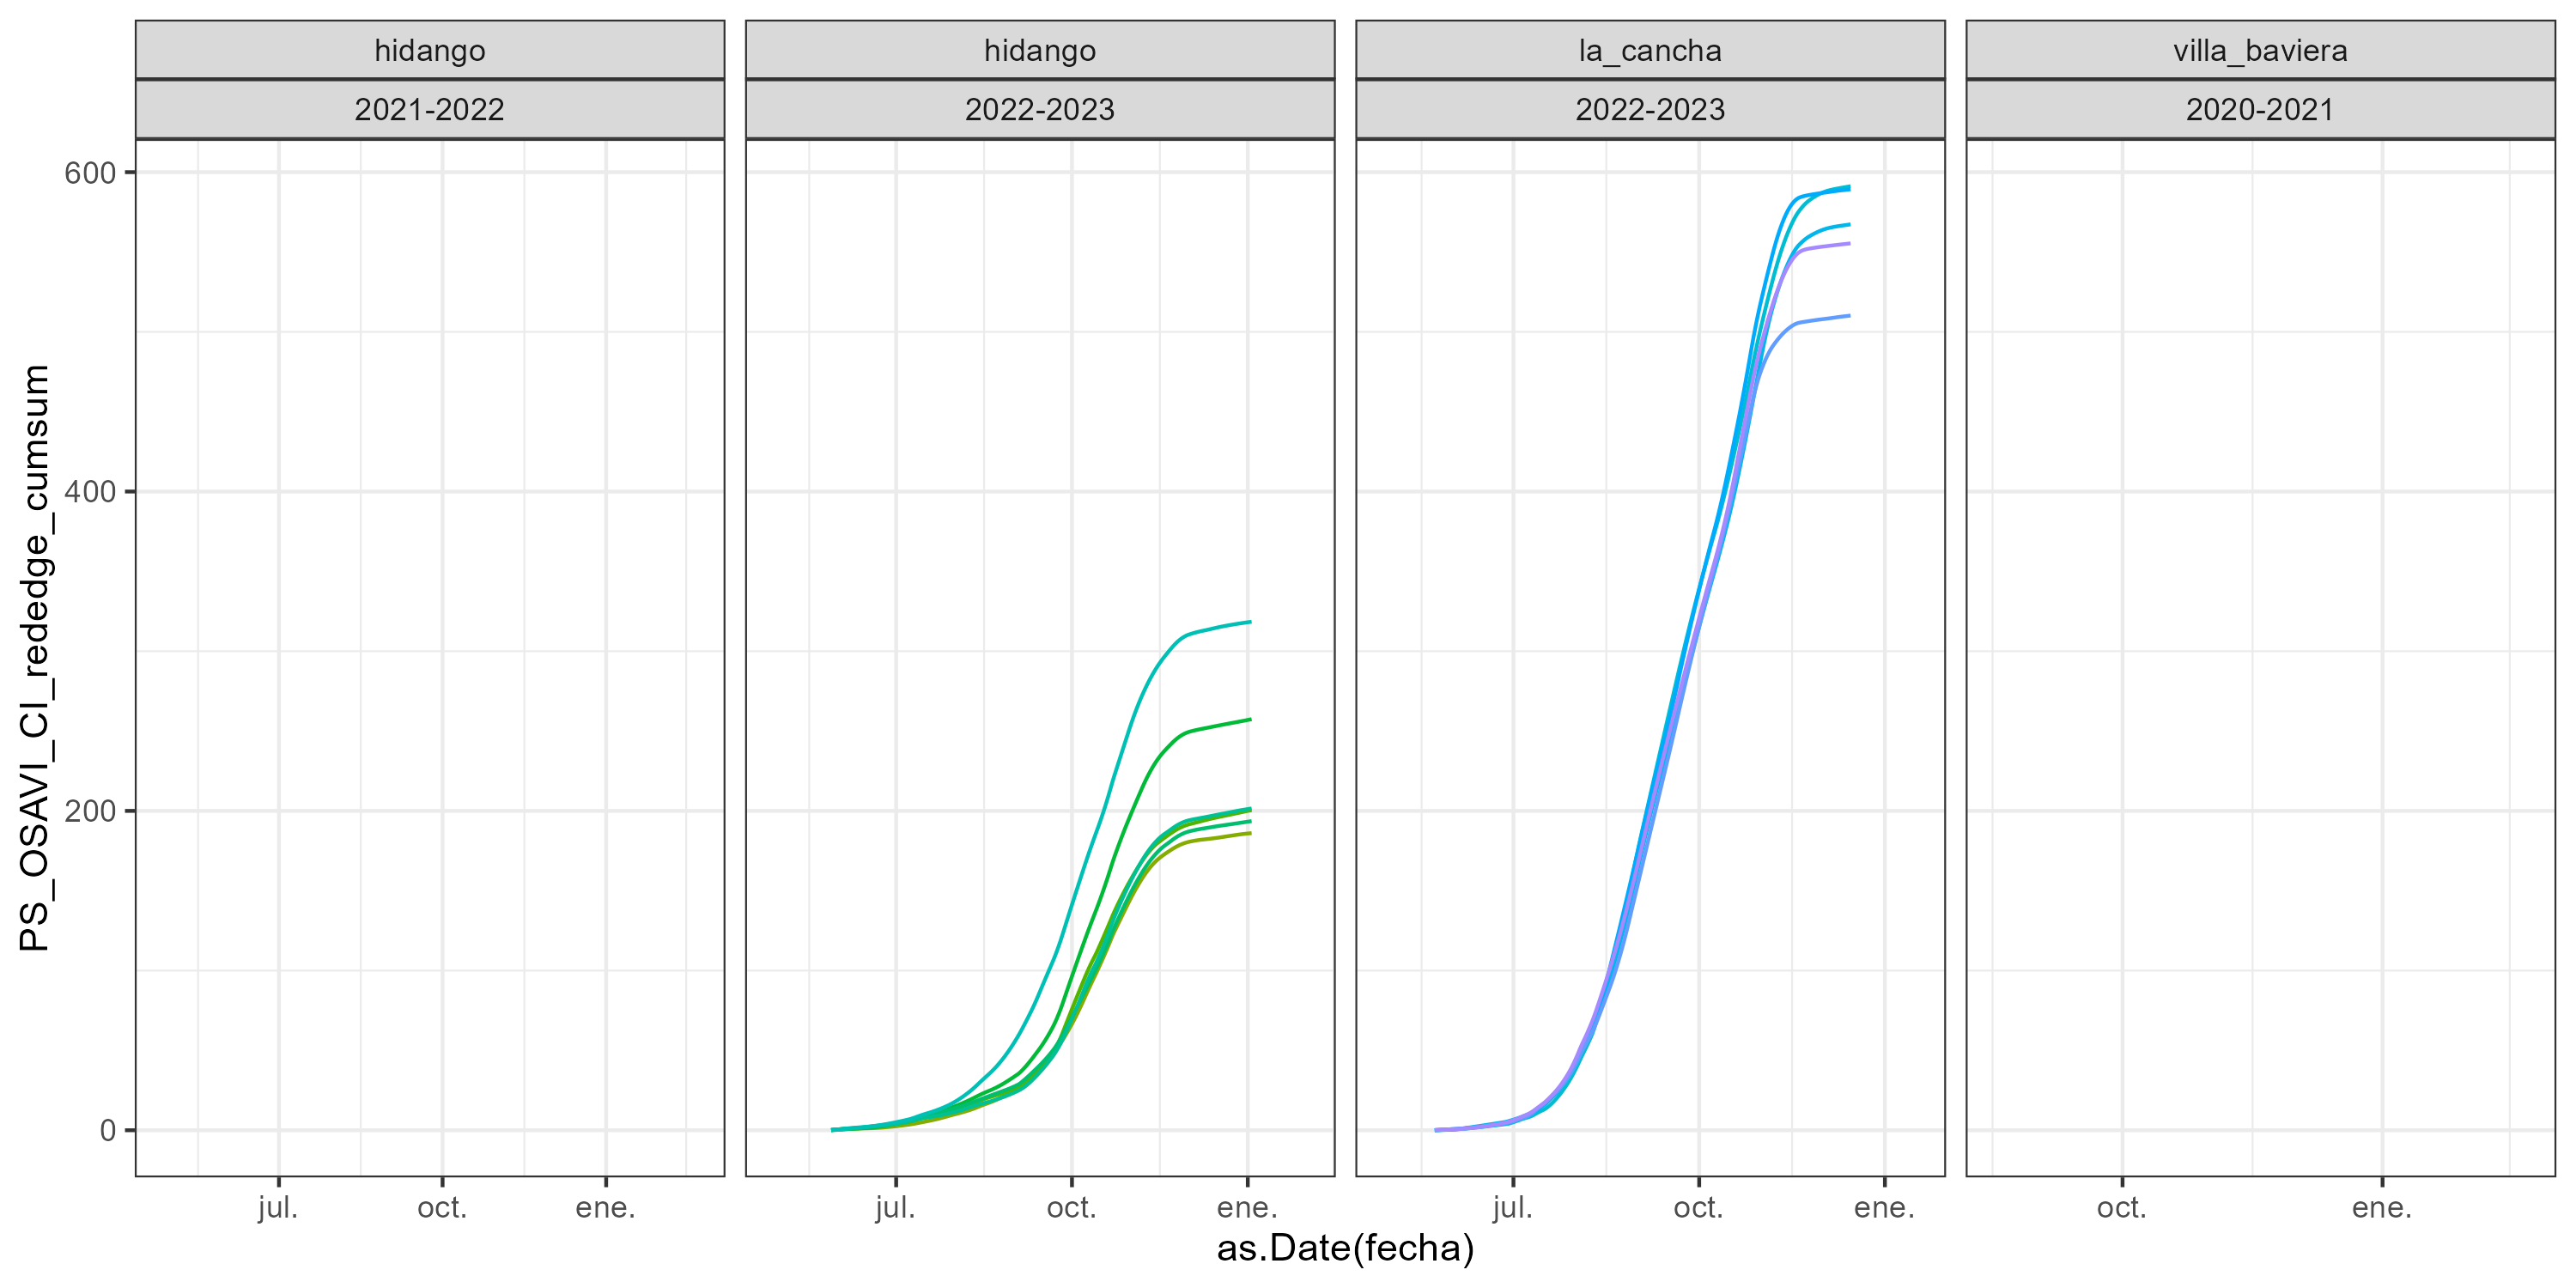 hidango
hidango
la_cancha
villa_baviera
2021-2022
2022-2023
2022-2023
2020-2021
PS_OSAVI_CI_rededge_cumsum
600
400
200
0
jul.
oct.
ene.
jul.
oct.
ene.
jul.
oct.
ene.
oct.
ene.
as.Date(fecha)